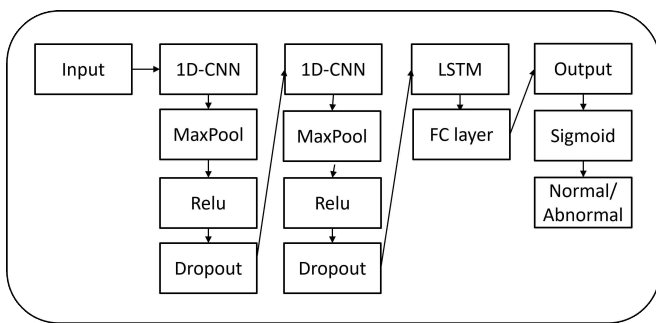 Input
1D-CNN
MaxPool
Relu
Dropout
1D-CNN
MaxPool
Relu
Dropout
LSTM
FC layer
Output
Sigmoid
Normal/
Abnormal